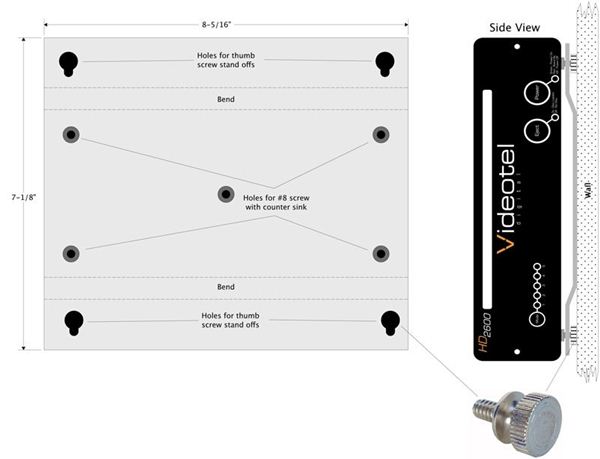 8-5/16"
Side View
Holes for thumb
screw stand offs
Bend
7-1/8"
Holes for #8 screw
with counter sink
Bend
Holes for thumb
screw stand offs
Power
Eject
Videotel
digital
HD2600
Wall